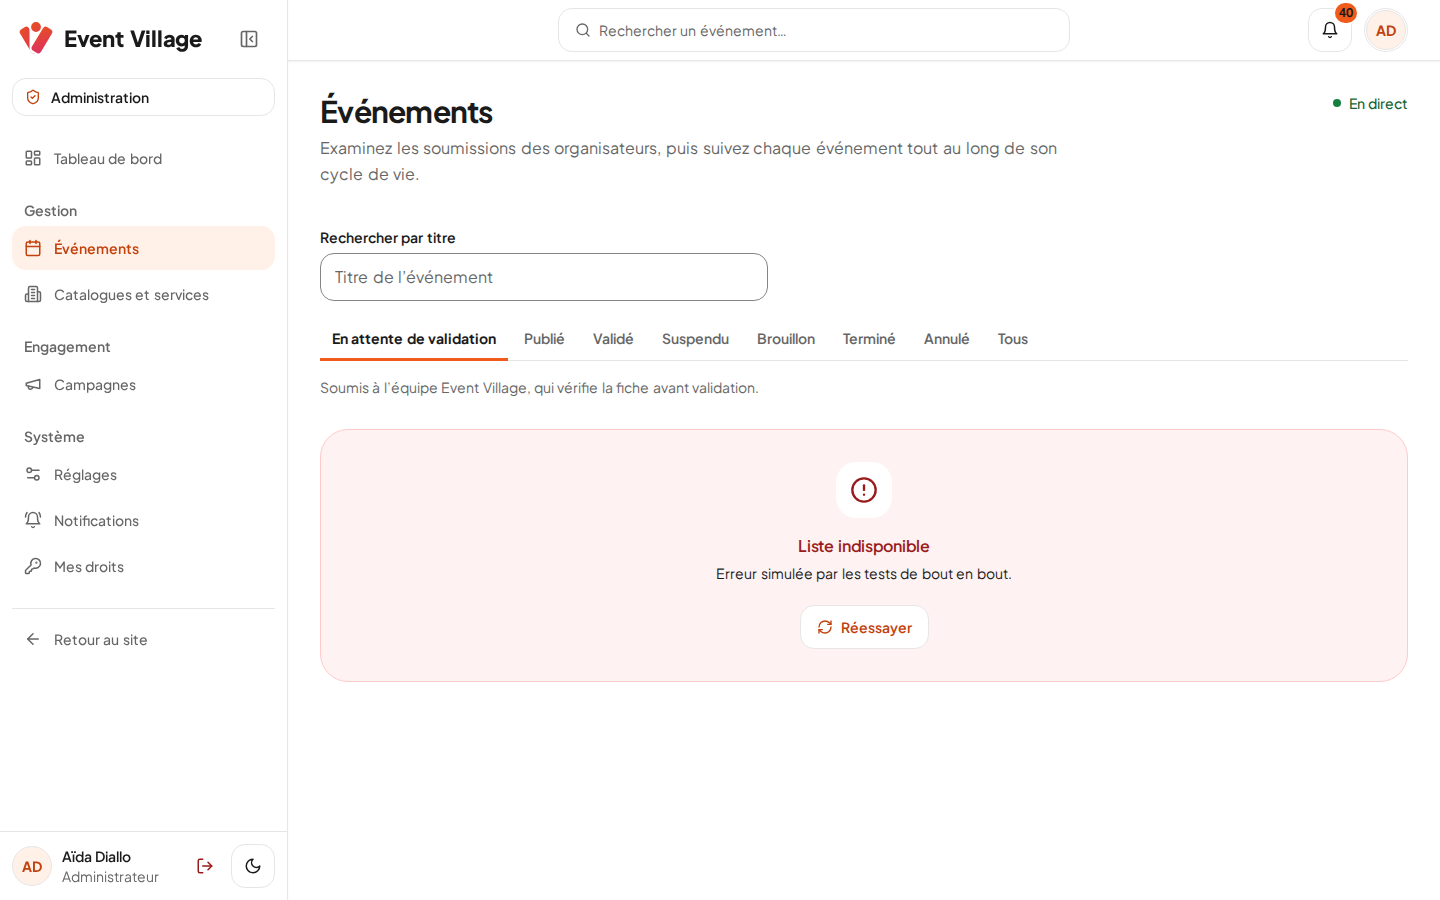 Event Village
Administration
Tableau de bord
Gestion
Événements
Catalogues et services
Engagement
Campagnes
Système
Réglages
Notifications
Mes droits
Retour au site
AD
Aïda Diallo
Administrateur
Rechercher un événement...
40
AD
Événements
En direct
Examinez les soumissions des organisateurs, puis suivez chaque événement tout au long de son
cycle de vie.
Rechercher par titre
Titre de l’événement
En attente de validation Publié Validé Suspendu Brouillon Terminé Annulé Tous
Soumis à l’équipe Event Village, qui vérifie la fiche avant validation.
Liste indisponible
Erreur simulée par les tests de bout en bout.
Réessayer